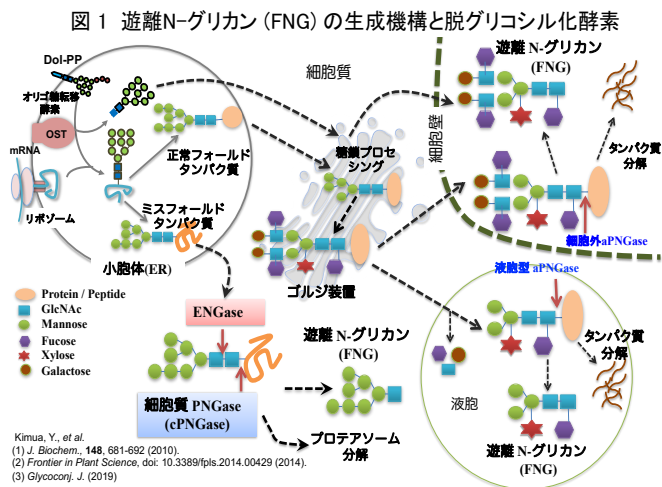 図 1 遊離N-グリカン (FNG) の生成機構と脱グリコシル化酵素
Dol-PP
オリゴ糖転移
酵素
OST
mRNA
リボソーム
正常フォールド
タンパク質
ミスフォールド
タンパク質
小胞体(ER)
細胞質
糖鎖プロセ
シング
ゴルジ装置
細胞壁
遊離 N-グリカン
(FNG)
タンパク質
分解
細胞外aPNGase
液胞型 aPNGase
タンパク質
分解
液胞
遊離 N-グリカン
(FNG)
Protein / Peptide
GlcNAc
Mannose
Fucose
Xylose
Galactose
ENGase
細胞質 PNGase
(cPNGase)
遊離 N-グリカン
(FNG)
プロテアソーム
分解
Kimua, Y., et al.
(1) J. Biochem., 148, 681-692 (2010).
(2) Frontier in Plant Science, doi: 10.3389/fpls.2014.00429 (2014).
(3) Glycoconj. J. (2019)